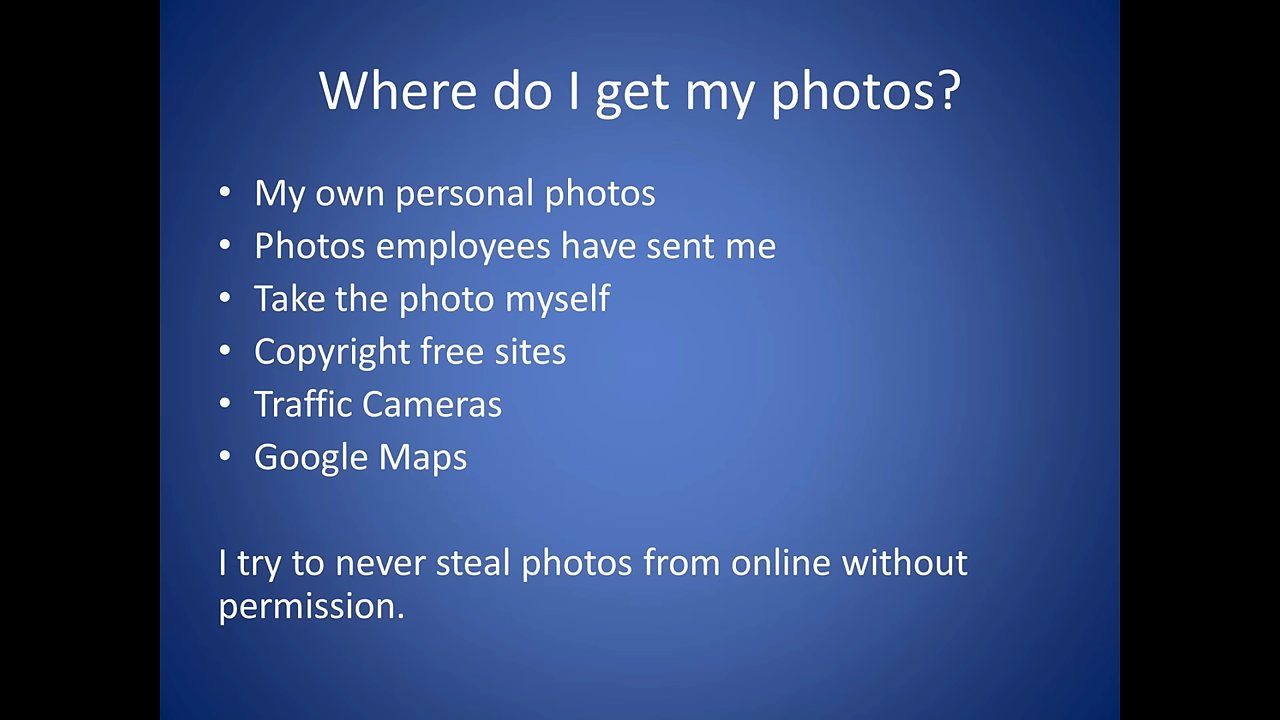 Where do I get my photos?
• My own personal photos
• Photos employees have sent me
• Take the photo myself
• Copyright free sites
• Traffic Cameras
• Google Maps
I try to never steal photos from online without
permission.